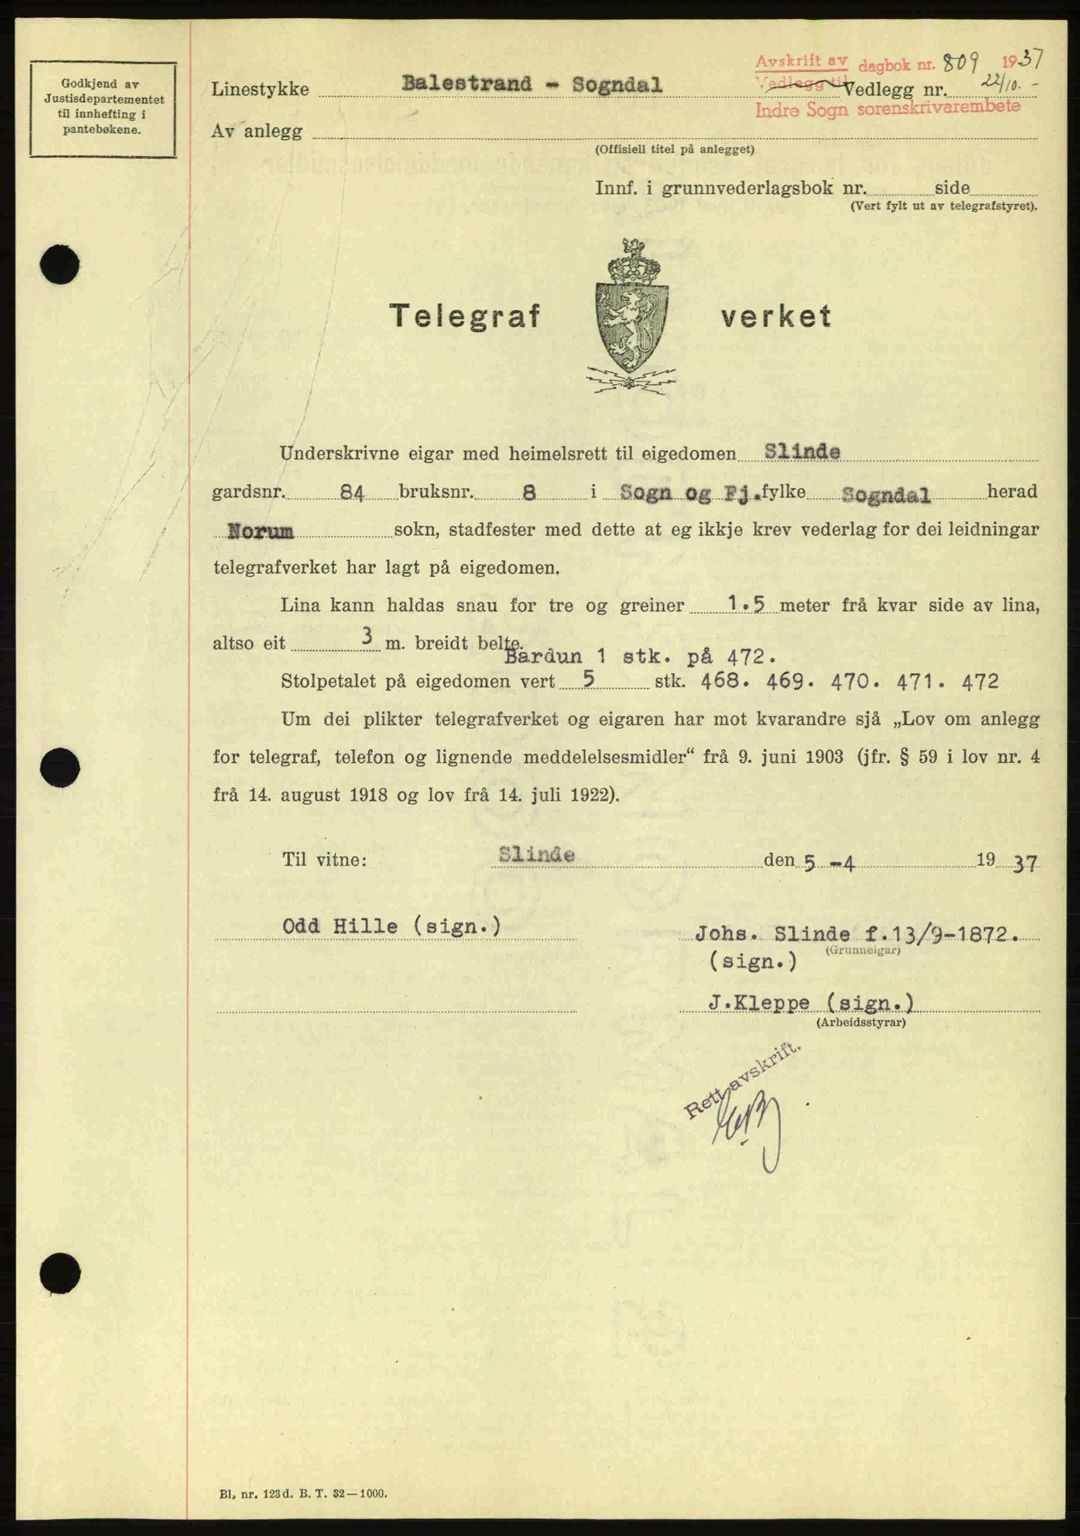 Godkjend av
Justisdepartementet
til innhefting i
pantebøkene.
Avskrift av dagbok nr. 809 1937
Linestykke Balestrand - Sogndal
Vedlegg til Vedlegg nr. 22/10.-
Indre Sogn sorenskrivarembete
Av anlegg
(Offisiell titel på anlegget)
Innf. i grunnvederlagsbok nr. side
(Vert fylt ut av telegrafstyret).
Telegraf verket
Underskrivne eigar med heimelsrett til eigedomen Slinde
gardsnr. 84 bruksnr. 8 i Sogn og Fj. fylke Sogndal herad
Norum sokn, stadfester med dette at eg ikkje krev vederlag for dei leidningar
telegrafverket har lagt på eigedomen.
Lina kann haldas snau for tre og greiner 1.5 meter frå kvar side av lina,
altso eit 3 m. breidt belte.
Bardun 1 stk. på 472.
Stolpetalet på eigedomen vert 5 stk. 468. 469. 470. 471. 472
Um dei plikter telegrafverket og eigaren har mot kvarandre sjå „Lov om anlegg
for telegraf, telefon og lignende meddelelsesmidler“ frå 9. juni 1903 (jfr. § 59 i lov nr. 4
frå 14. august 1918 og lov frå 14. juli 1922).
Til vitne: Slinde den 5 -4 1937
Odd Hille (sign.)
Johs. Slinde f.13/9-1872.
(Grunneigar)
(sign.)
J.Kleppe (sign.)
(Arbeidsstyrar)
Rett avskrift.
Bl. nr. 123 d. B. T. 32—1000.